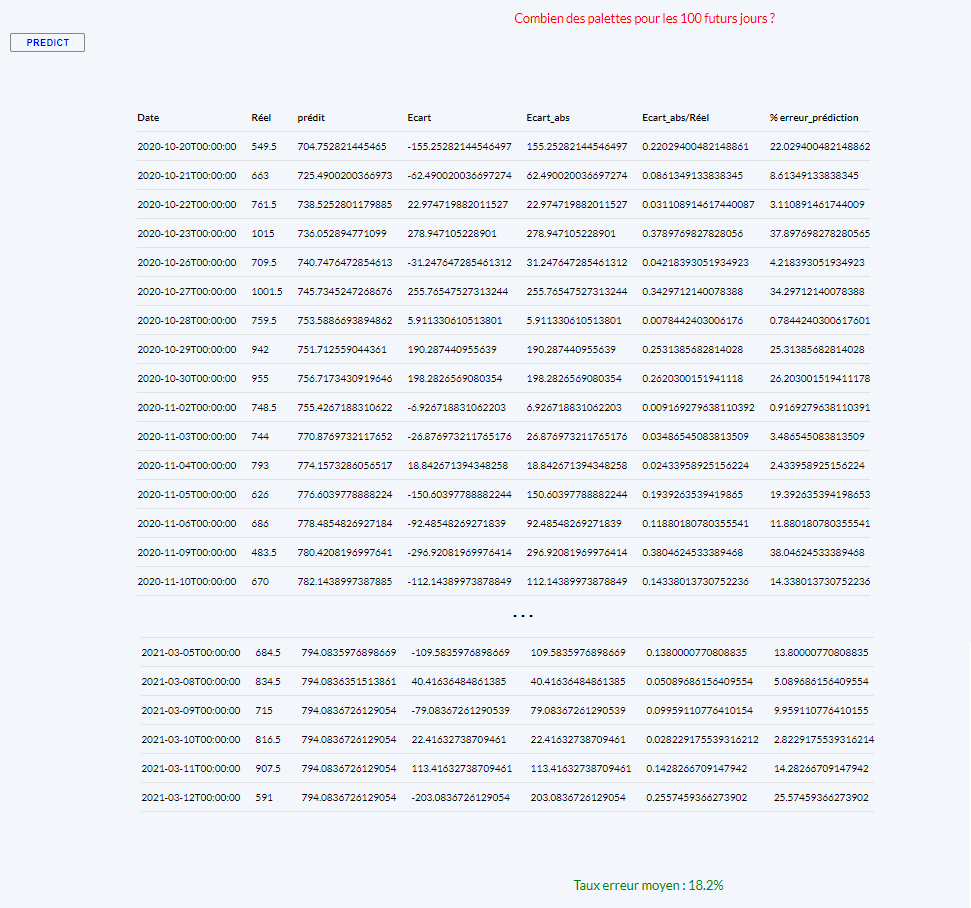 Combien des palettes pour les 100 futurs jours ?
PREDICT
Date Réel prédit Ecart Ecart_abs Ecart_abs/Réel % erreur_prédiction
2020-10-20T00:00:00 549.5 704.752821445465 -155.25282144546497 155.25282144546497 0.22029400482148861 22.029400482148862
2020-10-21T00:00:00 663 725.4900200366973 -62.490020036697274 62.490020036697274 0.0861349133838345 8.61349133838345
2020-10-22T00:00:00 761.5 738.5252801179885 22.974719882011527 22.974719882011527 0.031108914617440087 3.110891461744009
2020-10-23T00:00:00 1015 736.052894771099 278.947105228901 278.947105228901 0.3789769827828056 37.897698278280565
2020-10-26T00:00:00 709.5 740.7476472854613 -31.247647285461312 31.247647285461312 0.04218393051934923 4.218393051934923
2020-10-27T00:00:00 1001.5 745.7345247268676 255.76547527313244 255.76547527313244 0.3429712140078388 34.29712140078388
2020-10-28T00:00:00 759.5 753.5886693894862 5.911330610513801 5.911330610513801 0.0078442403006176 0.7844240300617601
2020-10-29T00:00:00 942 751.712559044361 190.287440955639 190.287440955639 0.2531385682814028 25.31385682814028
2020-10-30T00:00:00 955 756.7173430919646 198.2826569080354 198.2826569080354 0.2620300151941118 26.203001519411178
2020-11-02T00:00:00 748.5 755.4267188310622 -6.926718831062203 6.926718831062203 0.009169279638110392 0.9169279638110391
2020-11-03T00:00:00 744 770.8769732117652 -26.876973211765176 26.876973211765176 0.03486545083813509 3.486545083813509
2020-11-04T00:00:00 793 774.1573286056517 18.842671394348258 18.842671394348258 0.02433958925156224 2.433958925156224
2020-11-05T00:00:00 626 776.6039778888224 -150.60397788882244 150.60397788882244 0.1939263539419865 19.392635394198653
2020-11-06T00:00:00 686 778.4854826927184 -92.48548269271839 92.48548269271839 0.11880180780355541 11.880180780355541
2020-11-09T00:00:00 483.5 780.4208196997641 -296.92081969976414 296.92081969976414 0.3804624533389468 38.04624533389468
2020-11-10T00:00:00 670 782.1438997387885 -112.14389973878849 112.14389973878849 0.14338013730752236 14.338013730752236
...
2021-03-05T00:00:00 684.5 794.0835976898669 -109.5835976898669 109.5835976898669 0.1380000770808835 13.80000770808835
2021-03-08T00:00:00 834.5 794.0836351513861 40.41636484861385 40.41636484861385 0.05089686156409554 5.089686156409554
2021-03-09T00:00:00 715 794.0836726129054 -79.08367261290539 79.08367261290539 0.09959110776410154 9.959110776410155
2021-03-10T00:00:00 816.5 794.0836726129054 22.41632738709461 22.41632738709461 0.028229175539316212 2.8229175539316214
2021-03-11T00:00:00 907.5 794.0836726129054 113.41632738709461 113.41632738709461 0.1428266709147942 14.28266709147942
2021-03-12T00:00:00 591 794.0836726129054 -203.0836726129054 203.0836726129054 0.2557459366273902 25.57459366273902
Taux erreur moyen : 18.2%